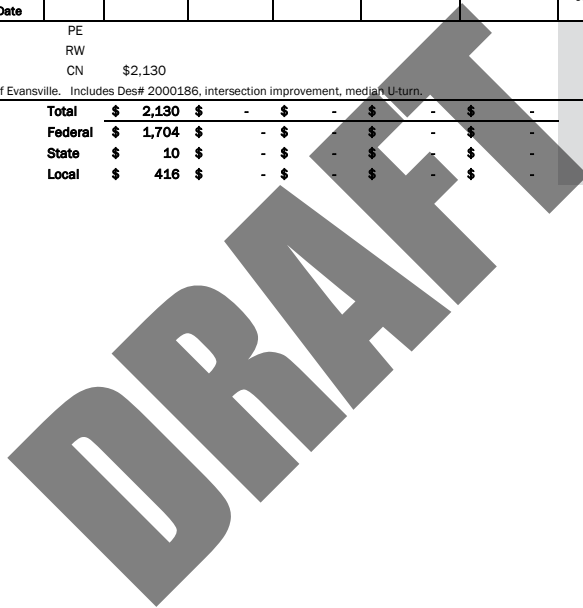 Date
PE
RW
CN $2,130
f Evansville. Includes Des# 2000186, intersection improvement, median U-turn.
Total $ 2,130 $ - $ - $ - $ -
Federal $ 1,704 $ - $ - $ - $ -
State $ 10 $ - $ - $ - $ -
Local $ 416 $ - $ - $ - $ -
DRAFT